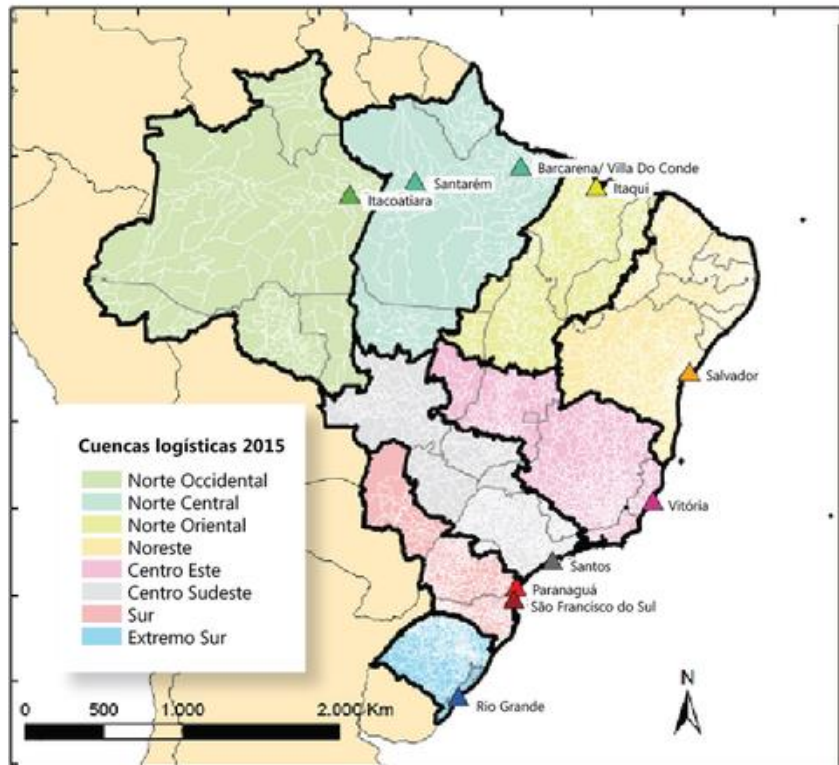 Barcarena/ Villa Do Conde
Santarém
Itaqui
Itacoatiara
Salvador
Cuencas logísticas 2015
Norte Occidental
Norte Central
Norte Oriental
Noreste
Centro Este
Centro Sudeste
Sur
Extremo Sur
Vitória
Santos
Paranaguá
São Francisco do Sul
Rio Grande
N
0 500 1.000 2.000 Km